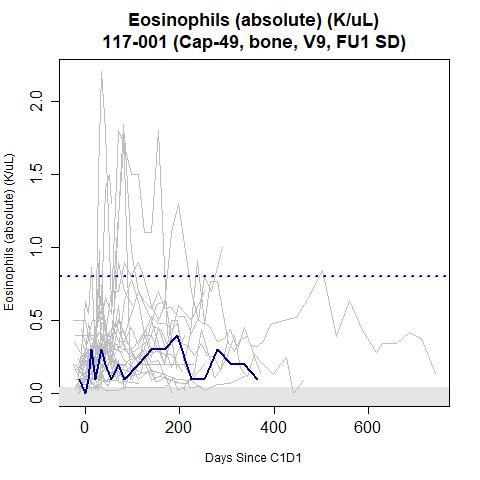 Eosinophils (absolute) (K/uL)
117-001 (Cap-49, bone, V9, FU1 SD)
Eosinophils (absolute) (K/uL)
2.0
1.5
1.0
0.5
0.0
0 200 400 600
Days Since C1D1